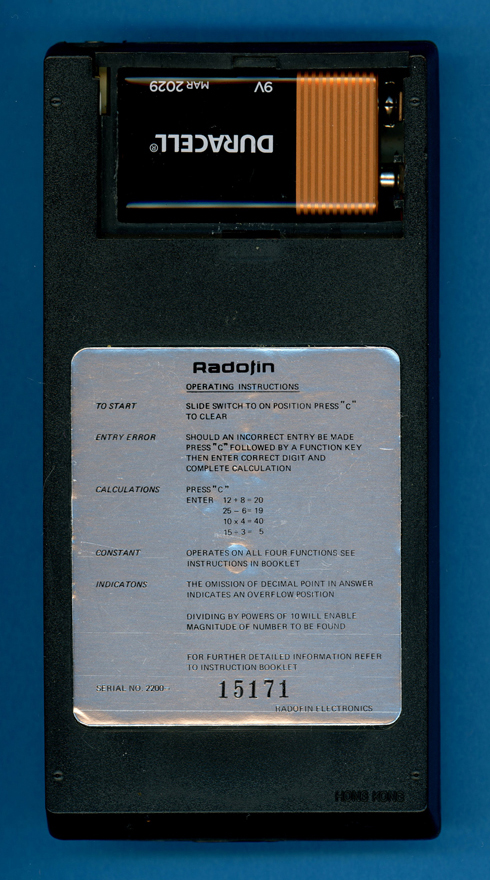 9V MAR 2029
DURACELL®
Radofin
OPERATING INSTRUCTIONS
TO START SLIDE SWITCH TO ON POSITION PRESS "C"
TO CLEAR
ENTRY ERROR SHOULD AN INCORRECT ENTRY BE MADE
PRESS "C" FOLLOWED BY A FUNCTION KEY
THEN ENTER CORRECT DIGIT AND
COMPLETE CALCULATION
CALCULATIONS PRESS "C"
ENTER 12 + 8 = 20
25 - 6 = 19
10 x 4 = 40
15 ÷ 3 = 5
CONSTANT OPERATES ON ALL FOUR FUNCTIONS SEE
INSTRUCTIONS IN BOOKLET
INDICATONS THE OMISSION OF DECIMAL POINT IN ANSWER
INDICATES AN OVERFLOW POSITION
DIVIDING BY POWERS OF 10 WILL ENABLE
MAGNITUDE OF NUMBER TO BE FOUND
FOR FURTHER DETAILED INFORMATION REFER
TO INSTRUCTION BOOKLET
SERIAL NO. 2200- 15171
RADOFIN ELECTRONICS
HONG KONG